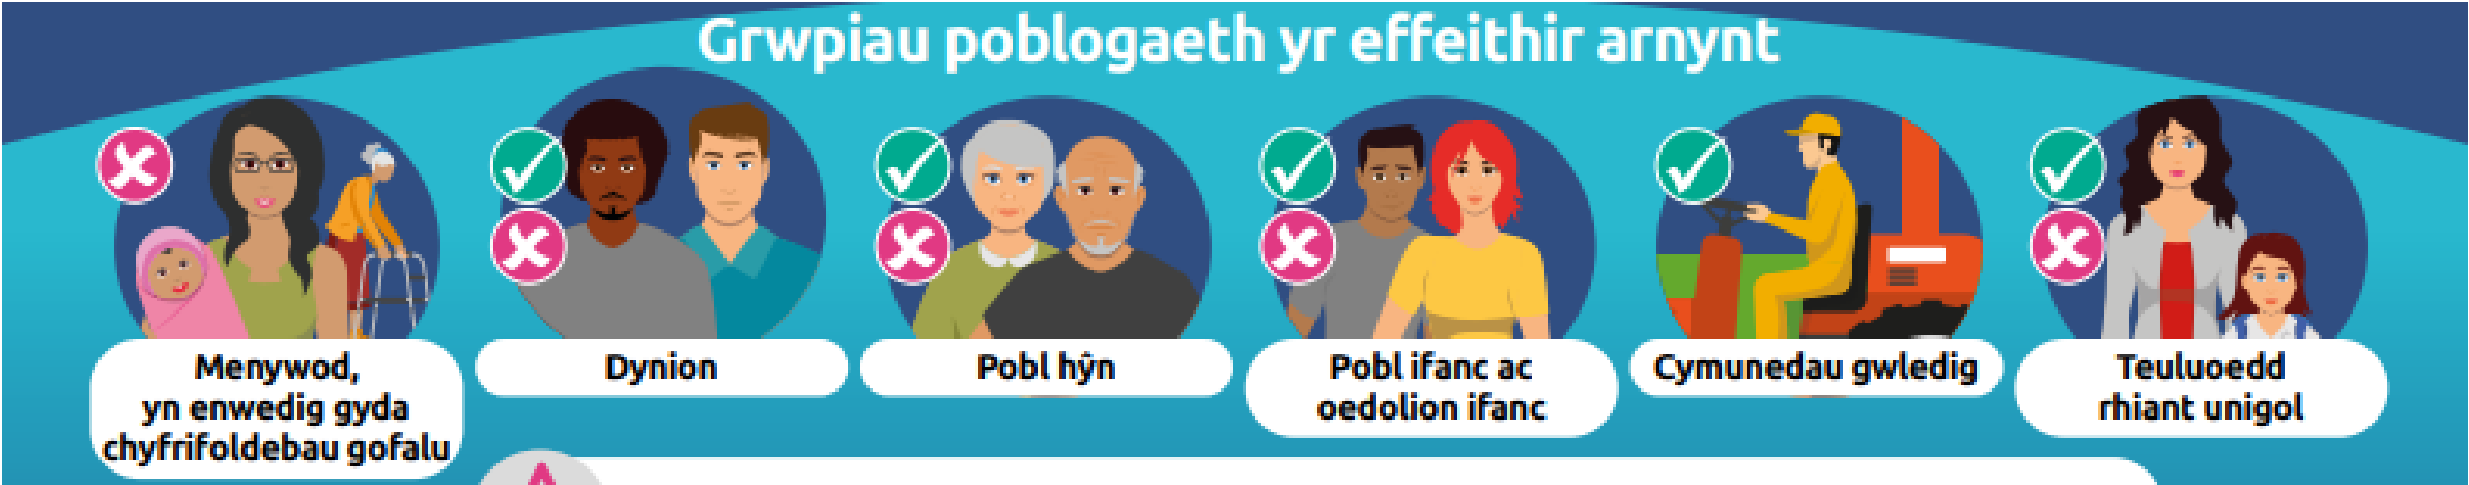 Grwpiau poblogaeth yr effeithir arnynt
Menywod,
yn enwedig gyda
chyfrifoldebau gofalu
Dynion
Pobl hŷn
Pobl ifanc ac
oedolion ifanc
Cymunedau gwledig
Teuluoedd
rhiant unigol